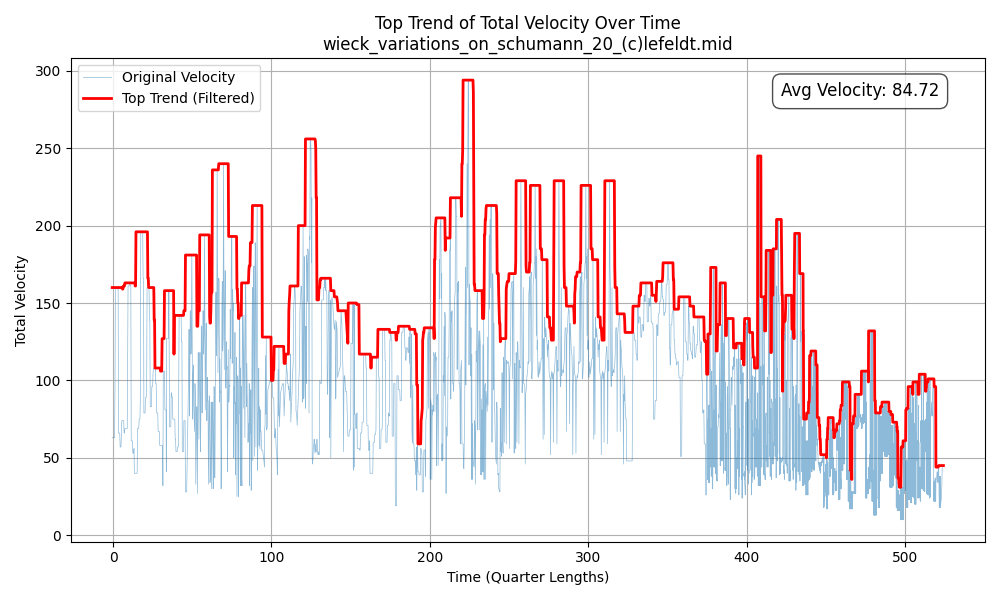 Top Trend of Total Velocity Over Time
wieck_variations_on_schumann_20_(c)lefeldt.mid
Original Velocity
Top Trend (Filtered)
Avg Velocity: 84.72
Total Velocity
300
250
200
150
100
50
0
0 100 200 300 400 500
Time (Quarter Lengths)